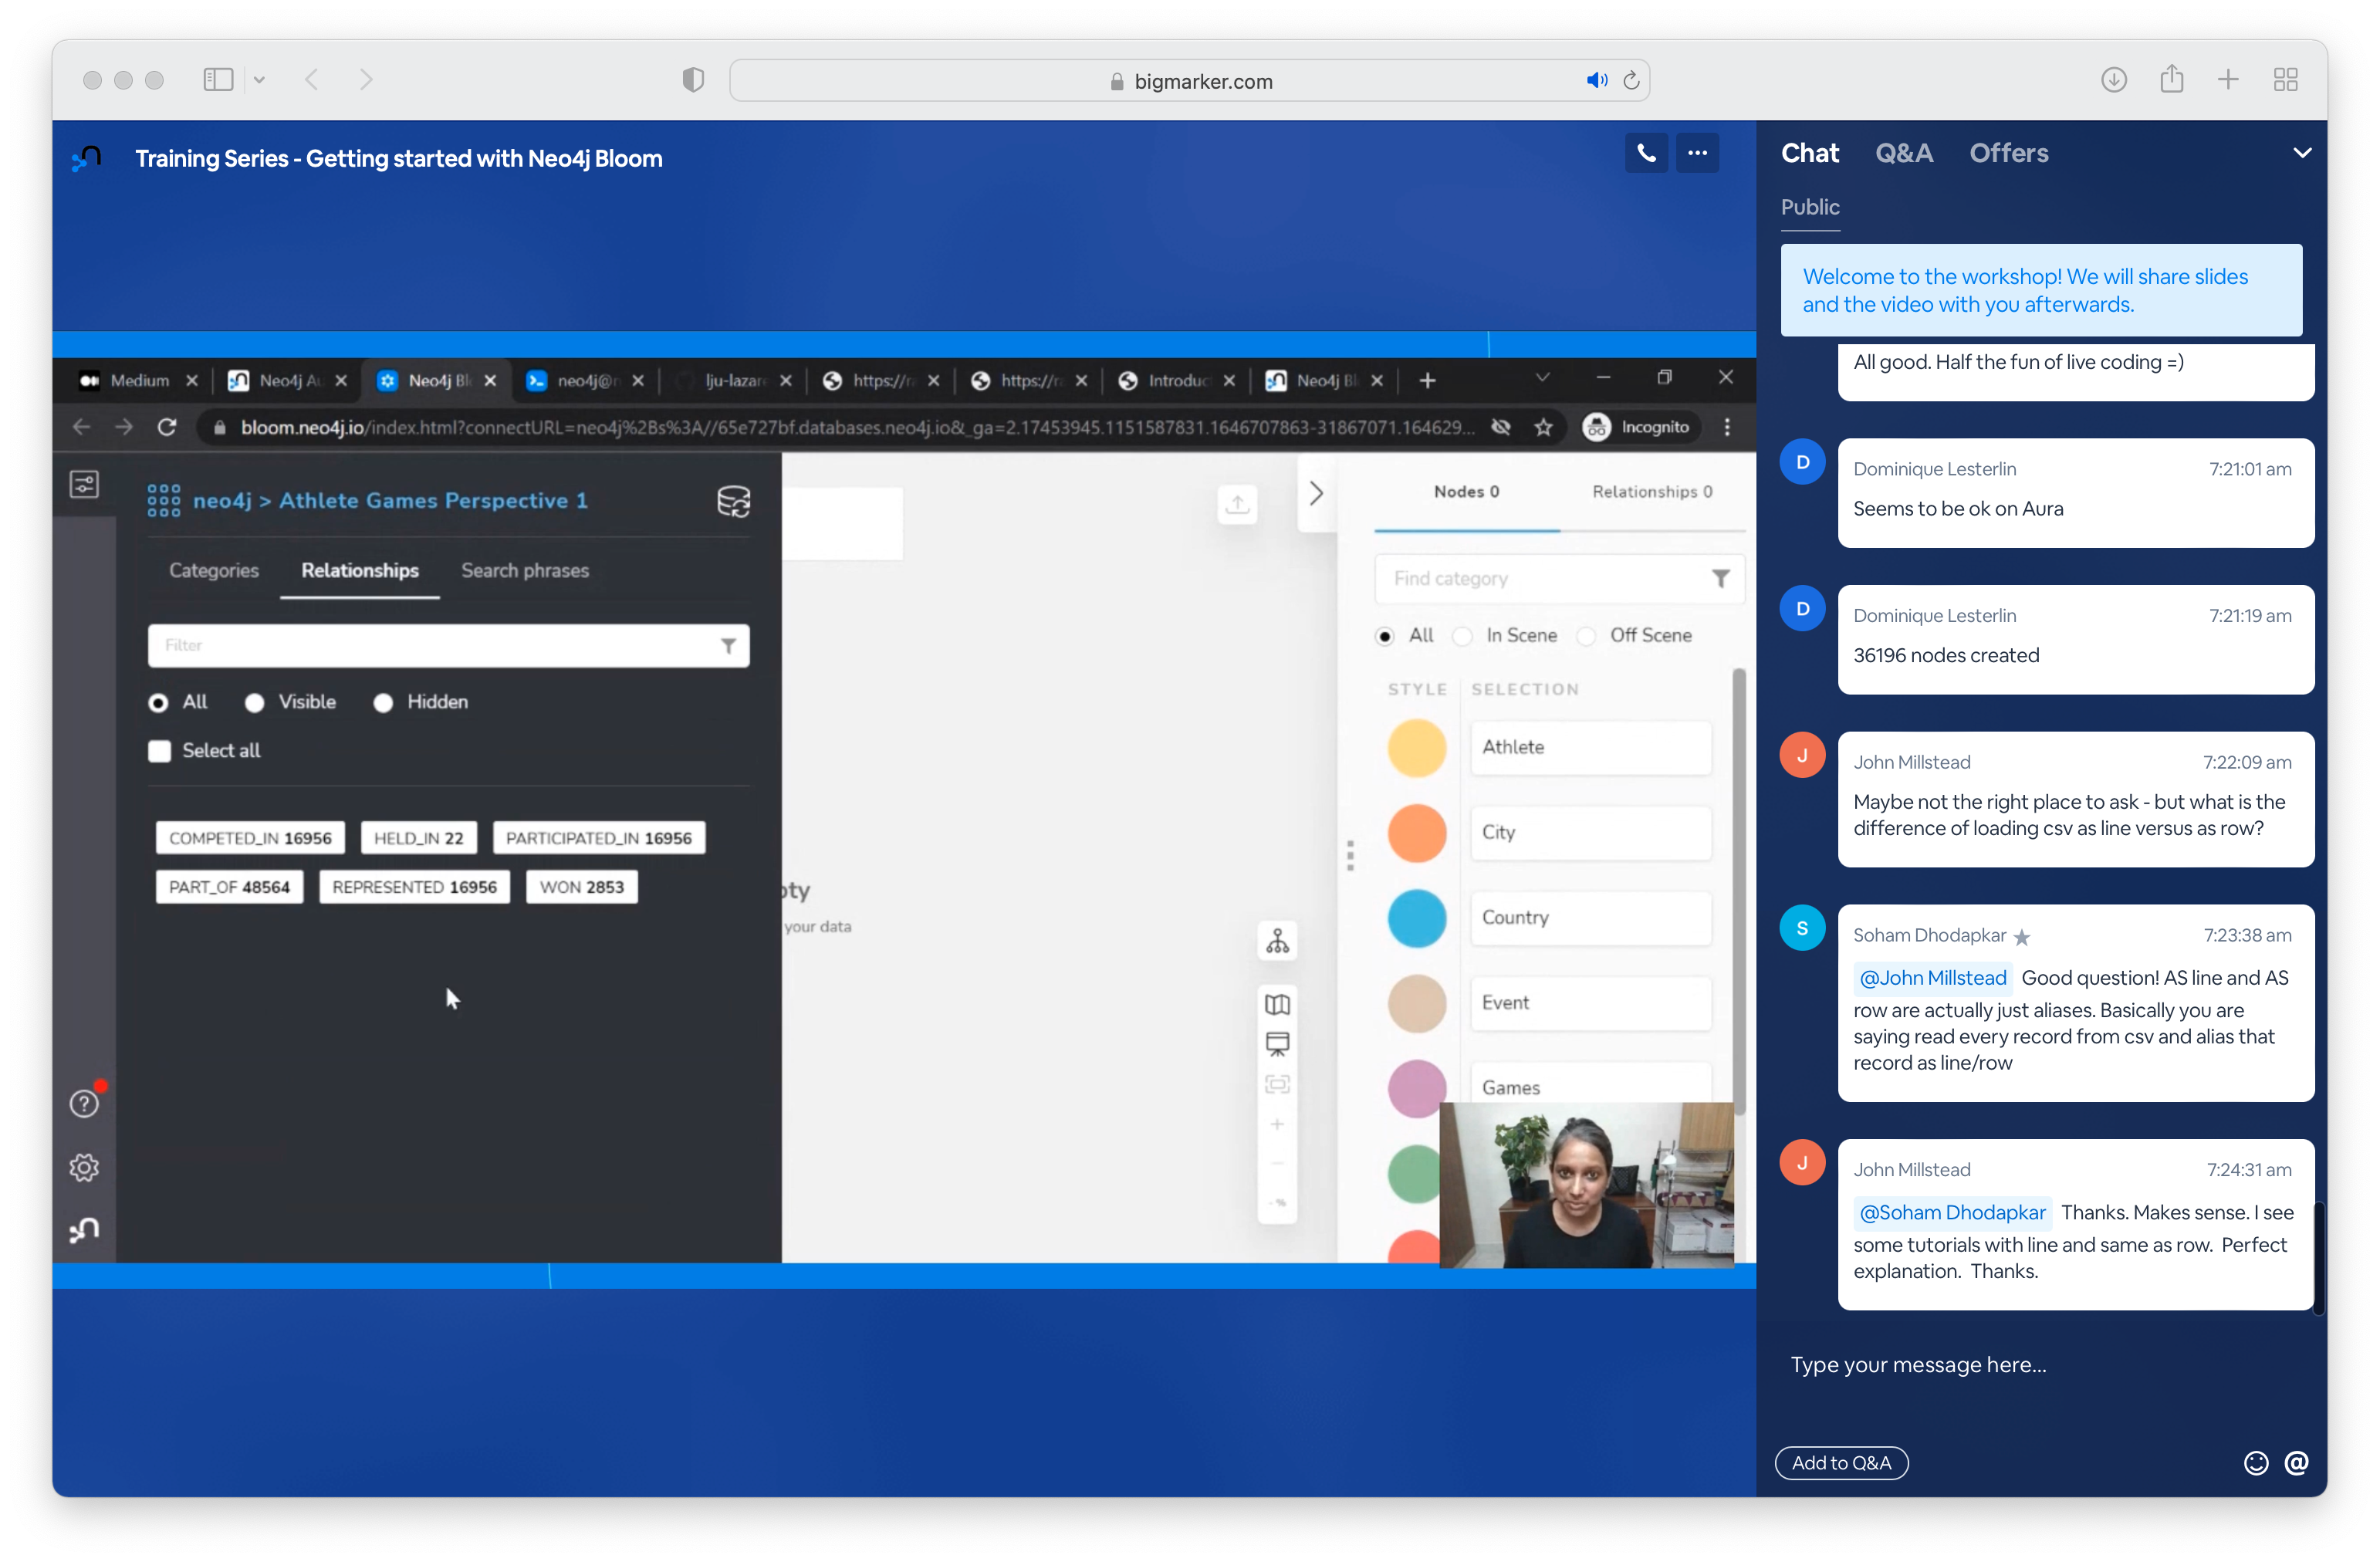 bigmarker.com
Training Series - Getting started with Neo4j Bloom
Medium
Neo4j Au
Neo4j Bl
neo4j@n
lju-lazar
https://r
https://r
Introduc
Neo4j Bl
bloom.neo4j.io/index.html?connectURL=neo4j%2Bs%3A//65e727bf.databases.neo4j.io&_ga=2.17453945.1151587831.1646707863-31867071.164629...
Incognito
neo4j > Athlete Games Perspective 1
Categories
Relationships
Search phrases
Filter
All
Visible
Hidden
Select all
COMPETED_IN 16956
HELD_IN 22
PARTICIPATED_IN 16956
PART_OF 48564
REPRESENTED 16956
WON 2853
pty
your data
Nodes 0
Relationships 0
Find category
All
In Scene
Off Scene
STYLE
SELECTION
Athlete
City
Country
Event
Games
Chat
Q&A
Offers
Public
Welcome to the workshop! We will share slides
and the video with you afterwards.
All good. Half the fun of live coding =)
D
Dominique Lesterlin
7:21:01 am
Seems to be ok on Aura
D
Dominique Lesterlin
7:21:19 am
36196 nodes created
J
John Millstead
7:22:09 am
Maybe not the right place to ask - but what is the
difference of loading csv as line versus as row?
S
Soham Dhodapkar
7:23:38 am
@John Millstead Good question! AS line and AS
row are actually just aliases. Basically you are
saying read every record from csv and alias that
record as line/row
J
John Millstead
7:24:31 am
@Soham Dhodapkar Thanks. Makes sense. I see
some tutorials with line and same as row. Perfect
explanation. Thanks.
Type your message here...
Add to Q&A
@